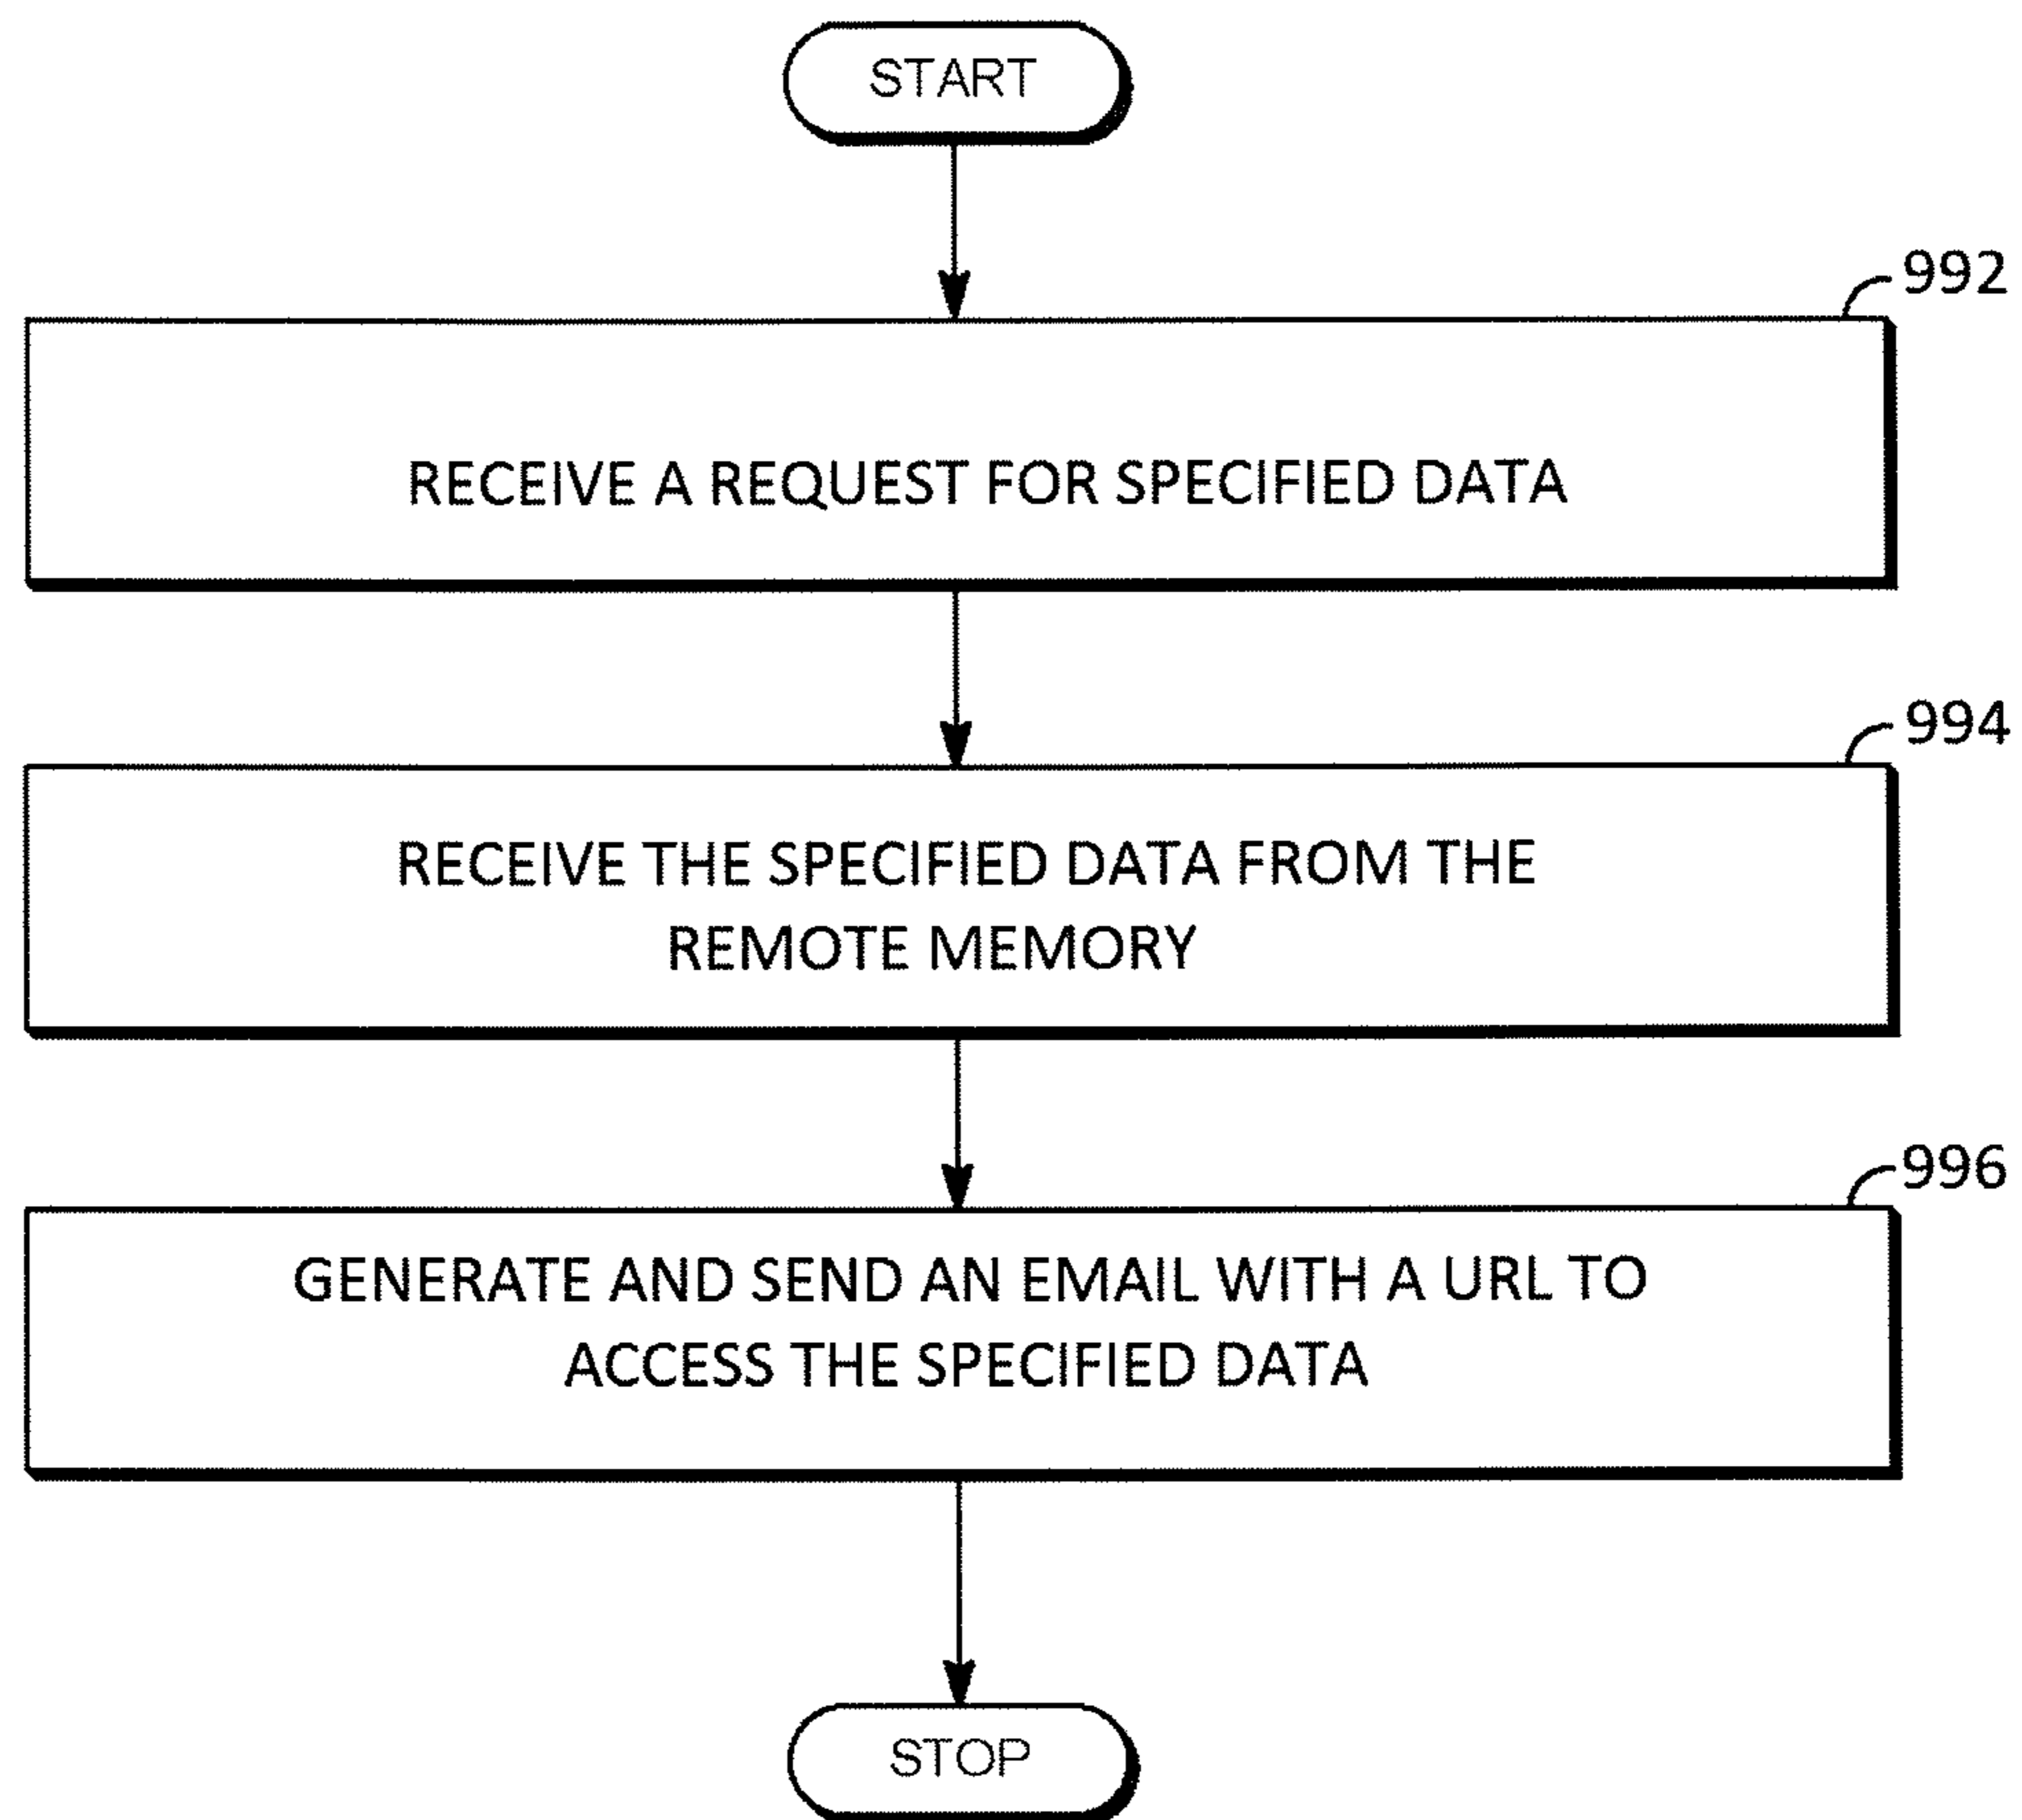 START
992
RECEIVE A REQUEST FOR SPECIFIED DATA
994
RECEIVE THE SPECIFIED DATA FROM THE
REMOTE MEMORY
996
GENERATE AND SEND AN EMAIL WITH A URL TO
ACCESS THE SPECIFIED DATA
STOP